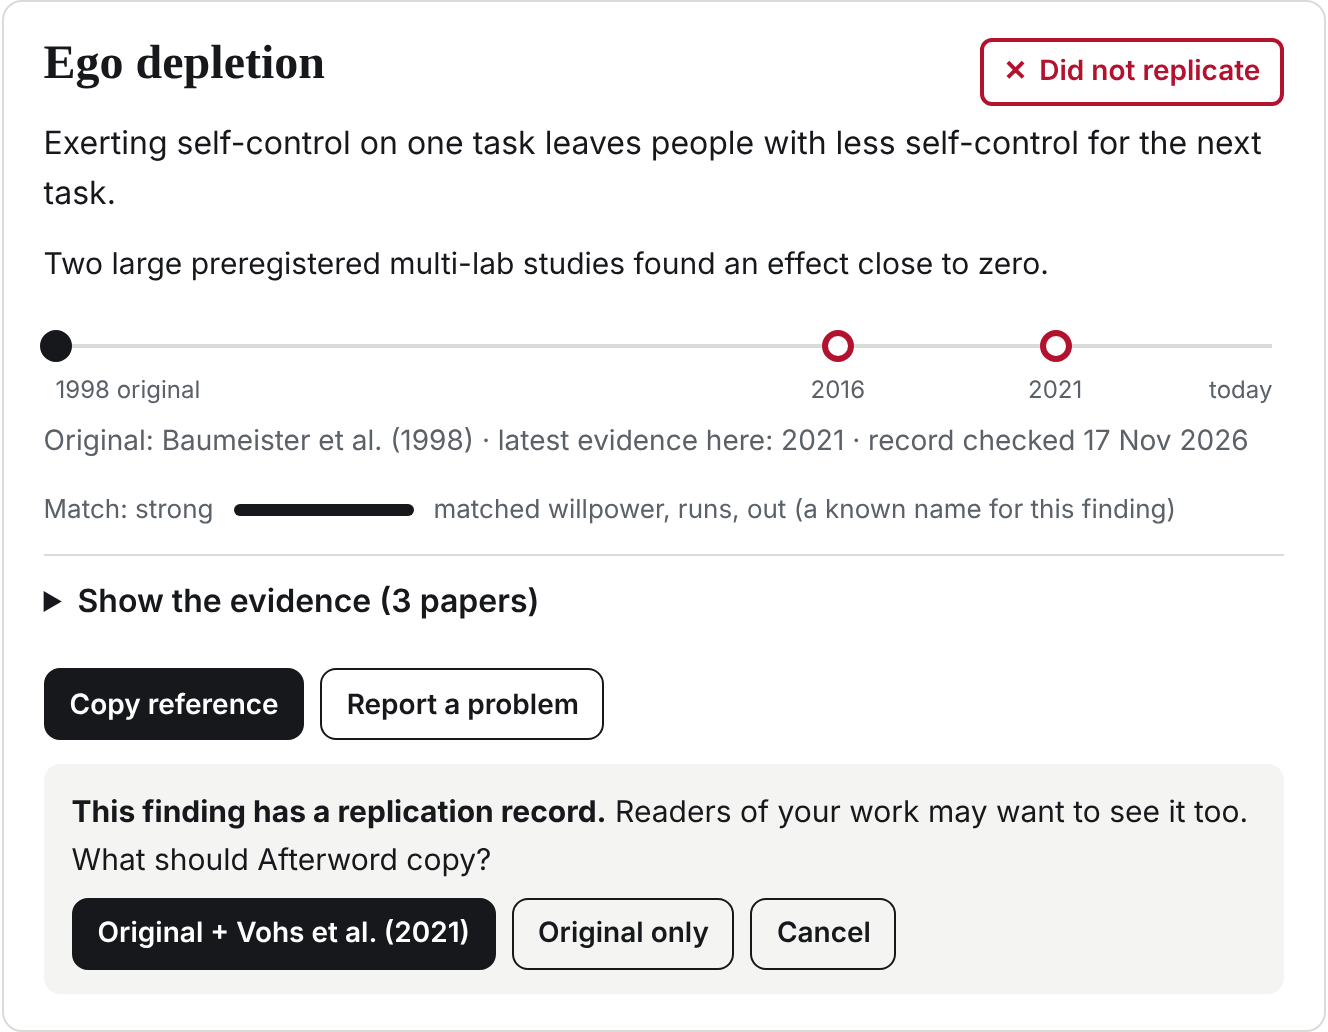 Ego depletion
✕ Did not replicate
Exerting self-control on one task leaves people with less self-control for the next
task.
Two large preregistered multi-lab studies found an effect close to zero.
1998 original
2016
2021
today
Original: Baumeister et al. (1998) · latest evidence here: 2021 · record checked 17 Nov 2026
Match: strong
matched willpower, runs, out (a known name for this finding)
Show the evidence (3 papers)
Copy reference
Report a problem
This finding has a replication record. Readers of your work may want to see it too.
What should Afterword copy?
Original + Vohs et al. (2021)
Original only
Cancel